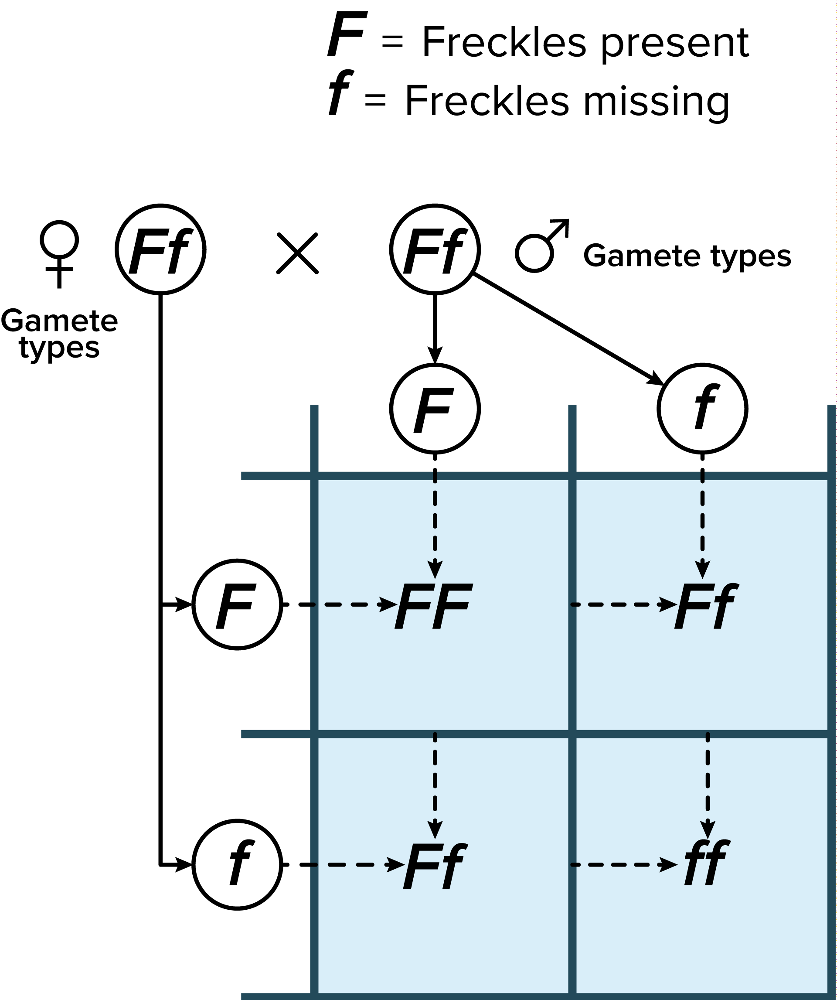 F = Freckles present
f = Freckles missing
Ff × Ff Gamete types
Gamete
types
F f
F FF Ff
f Ff ff